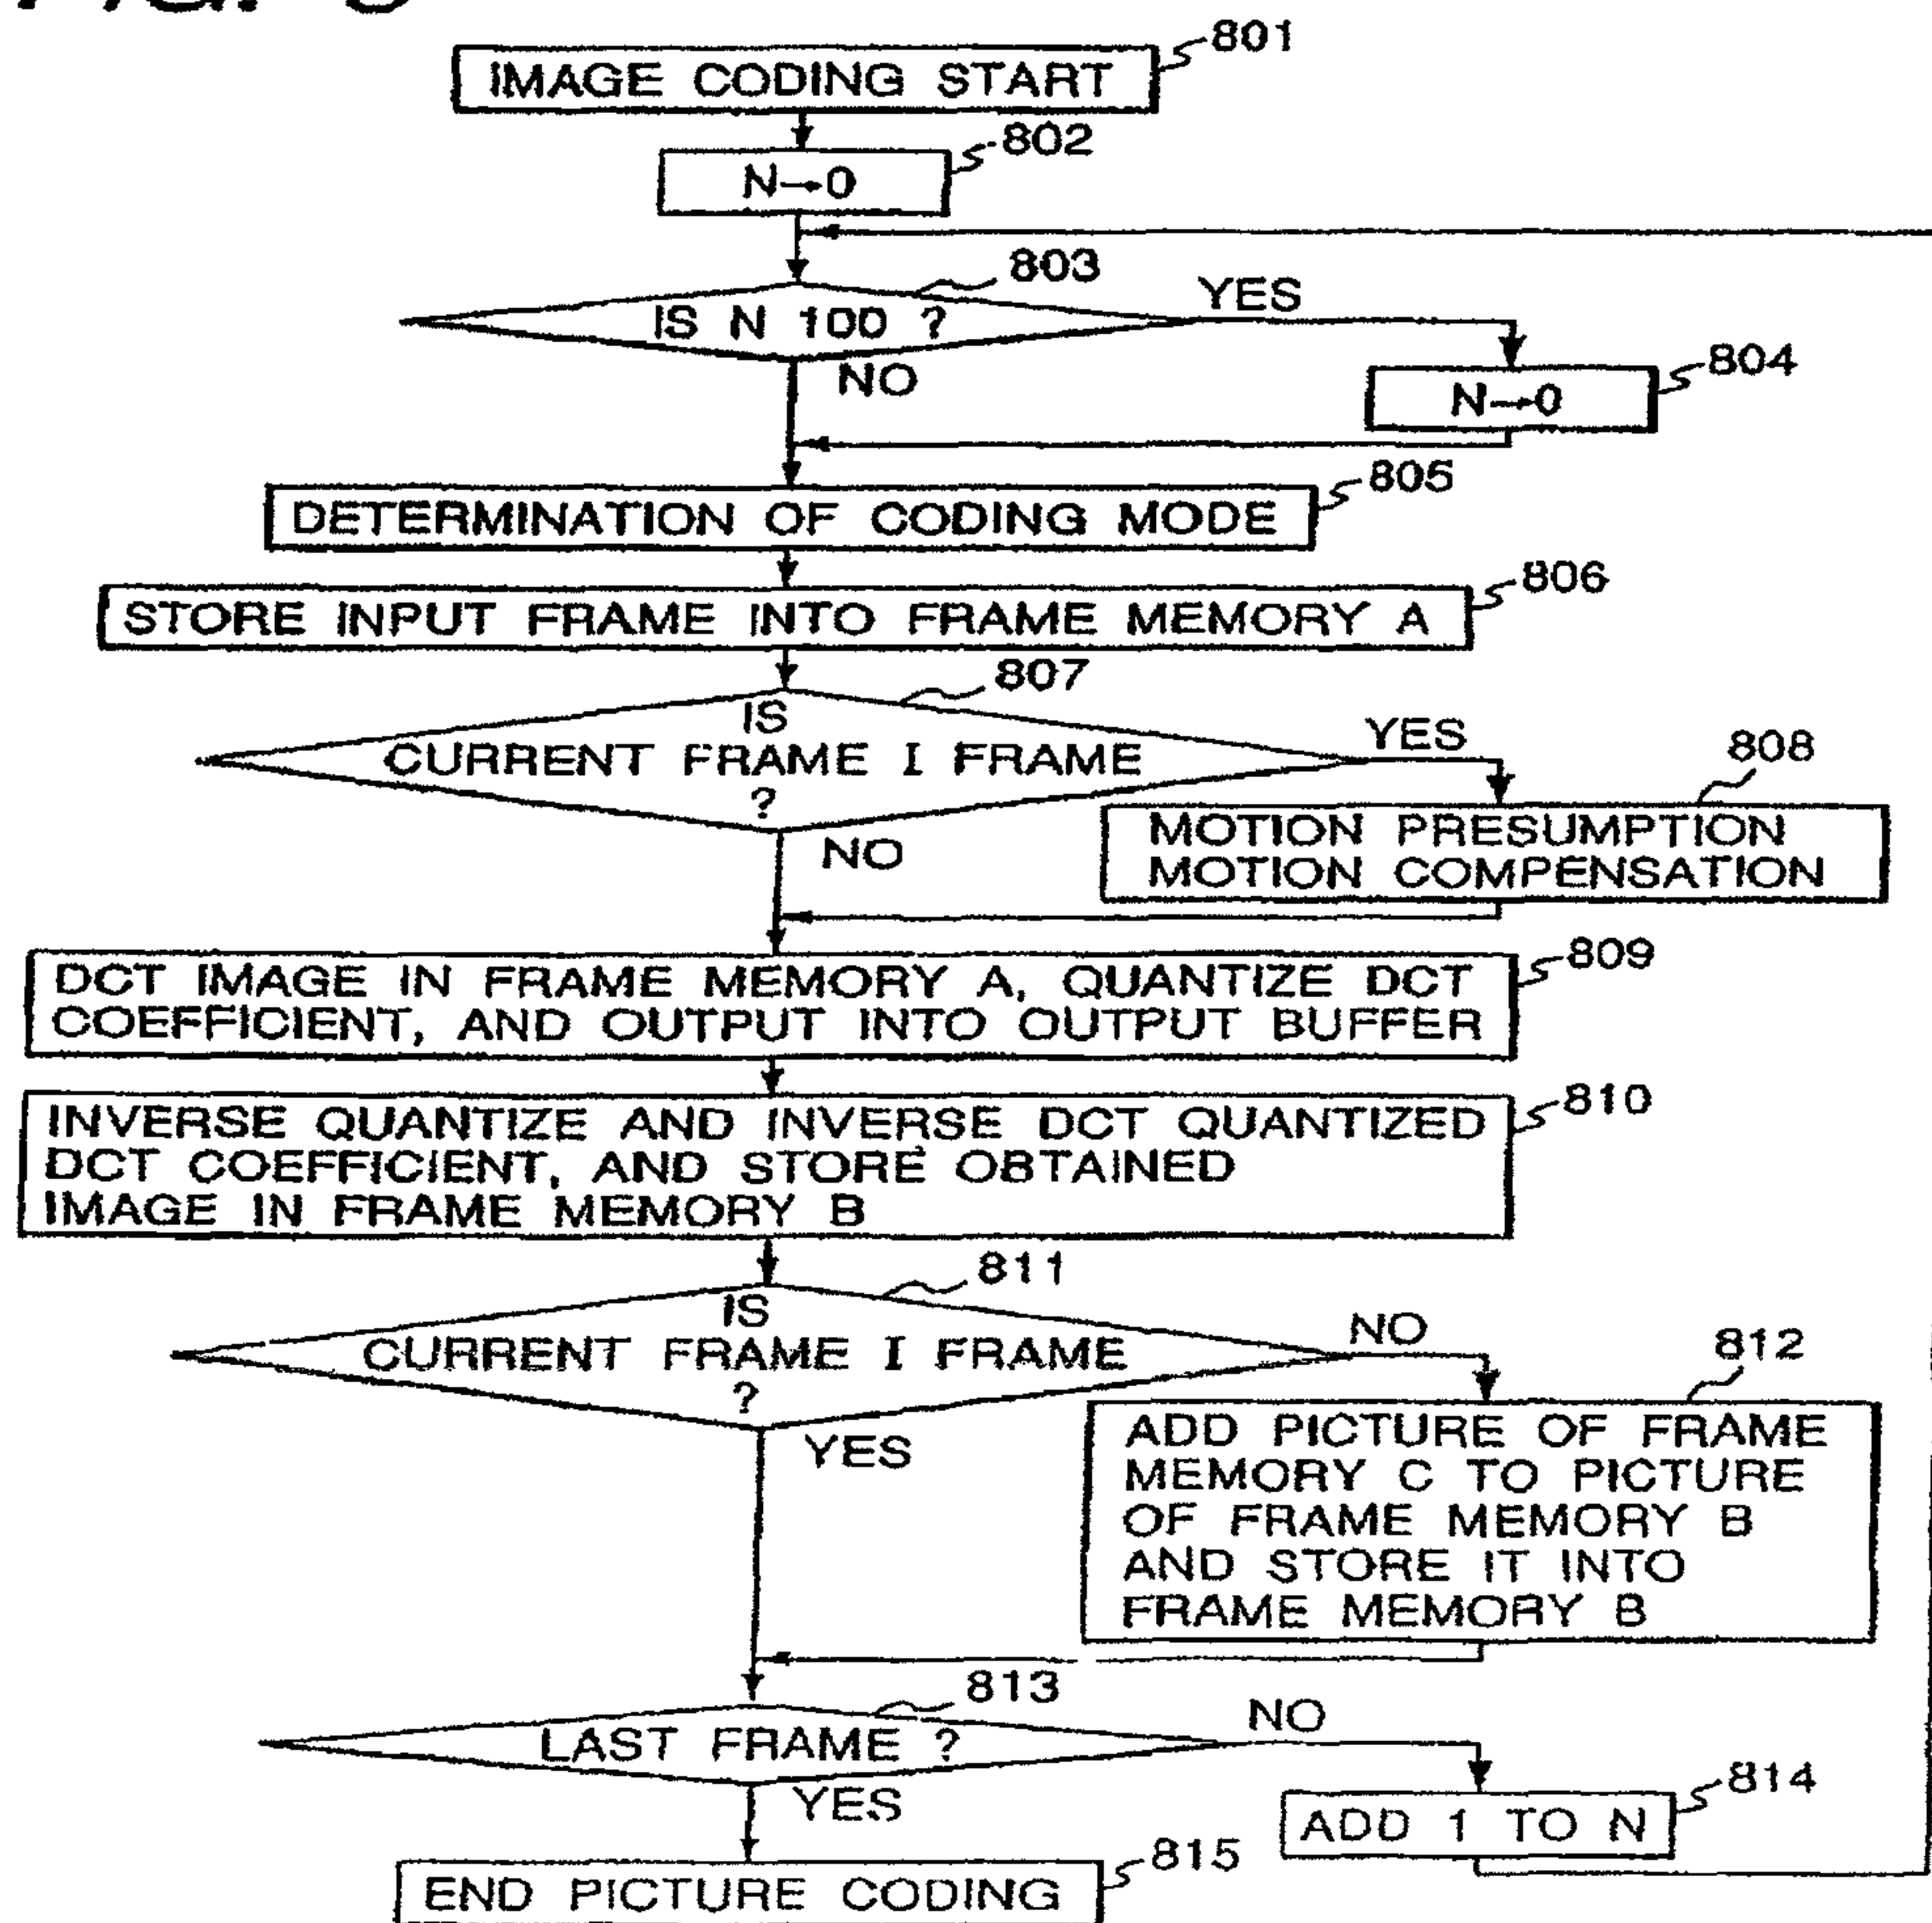 801
IMAGE CODING START
802
N→0
803
IS N 100 ?
YES
NO
804
N→0
805
DETERMINATION OF CODING MODE
806
STORE INPUT FRAME INTO FRAME MEMORY A
807
IS
CURRENT FRAME I FRAME
?
YES
NO
808
MOTION PRESUMPTION
MOTION COMPENSATION
809
DCT IMAGE IN FRAME MEMORY A, QUANTIZE DCT
COEFFICIENT, AND OUTPUT INTO OUTPUT BUFFER
810
INVERSE QUANTIZE AND INVERSE DCT QUANTIZED
DCT COEFFICIENT, AND STORE OBTAINED
IMAGE IN FRAME MEMORY B
811
IS
CURRENT FRAME I FRAME
?
NO
YES
812
ADD PICTURE OF FRAME
MEMORY C TO PICTURE
OF FRAME MEMORY B
AND STORE IT INTO
FRAME MEMORY B
813
LAST FRAME ?
NO
YES
814
ADD 1 TO N
815
END PICTURE CODING